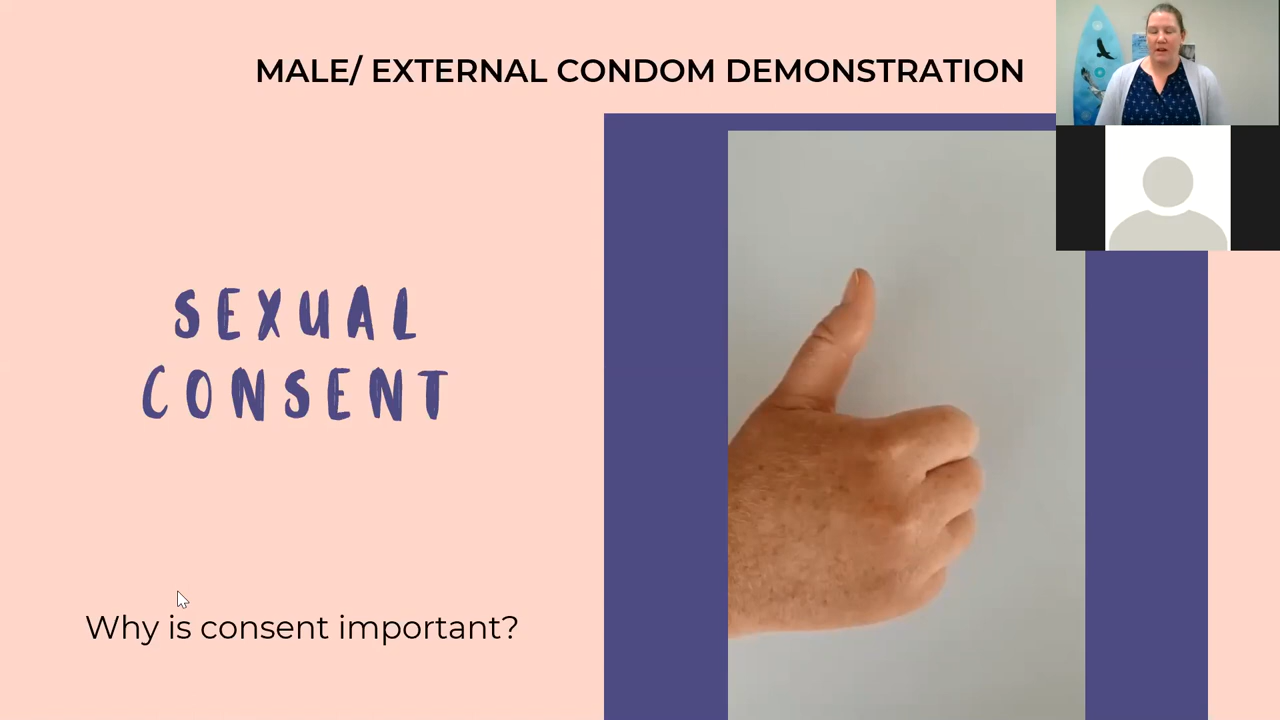 MALE/ EXTERNAL CONDOM DEMONSTRATION
SEXUAL
CONSENT
Why is consent important?